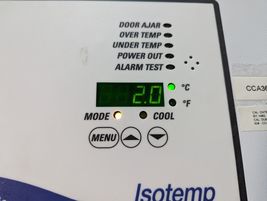 DOOR AJAR
OVER TEMP
UNDER TEMP
POWER OUT
ALARM TEST
°C
2.0
°F
MODE
COOL
MENU
CCA3
Isotemp